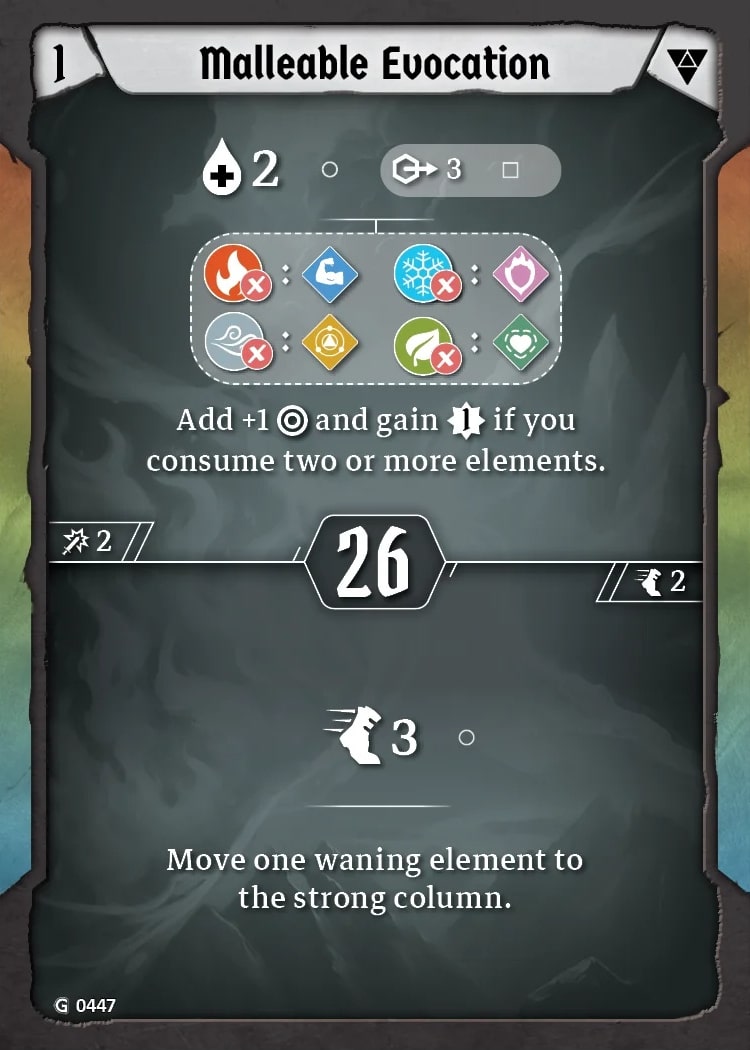 1 Malleable Evocation
2 3
: :
: :
Add +1 and gain 1 if you
consume two or more elements.
2
26
2
3
Move one waning element to
the strong column.
G 0447